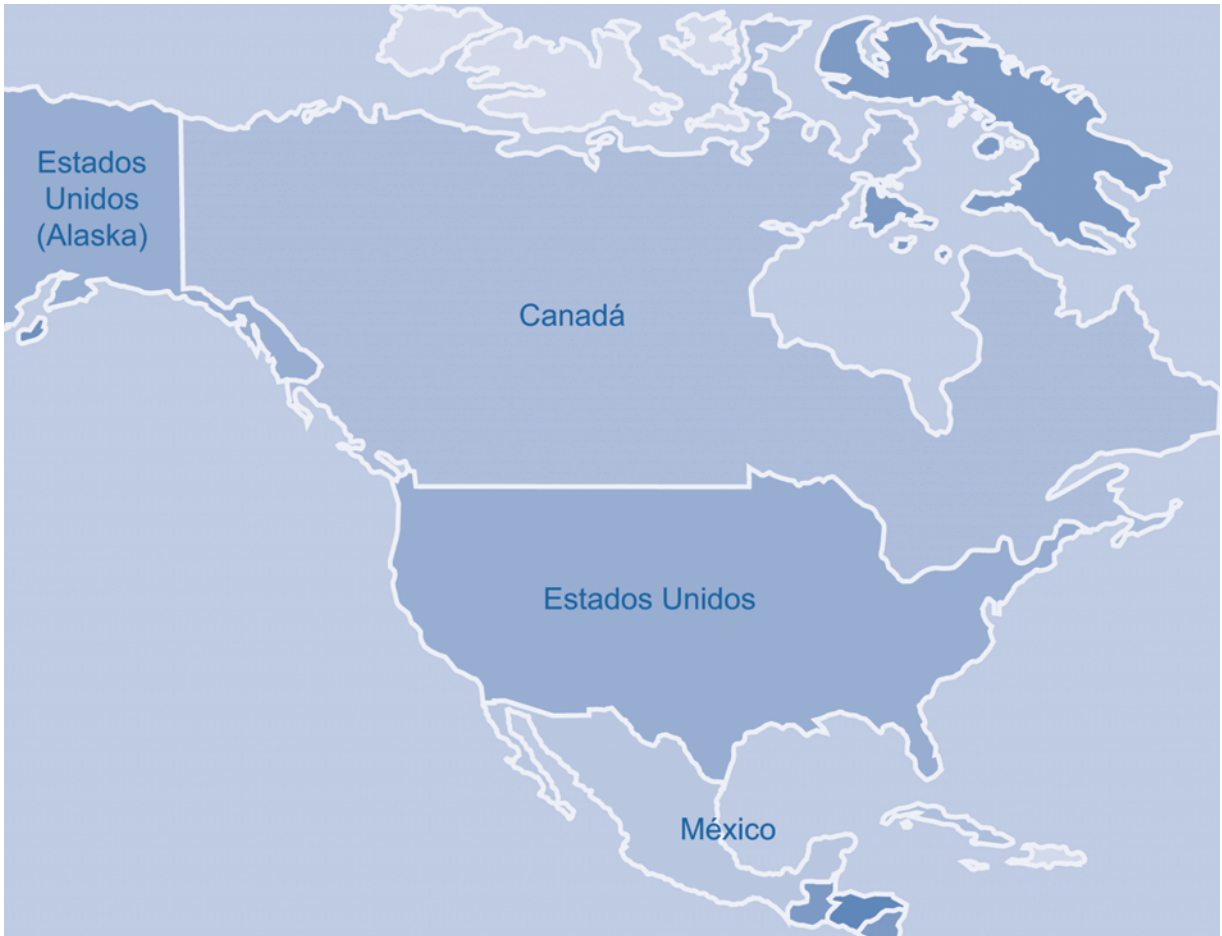 Estados
Unidos
(Alaska)
Canadá
Estados Unidos
México